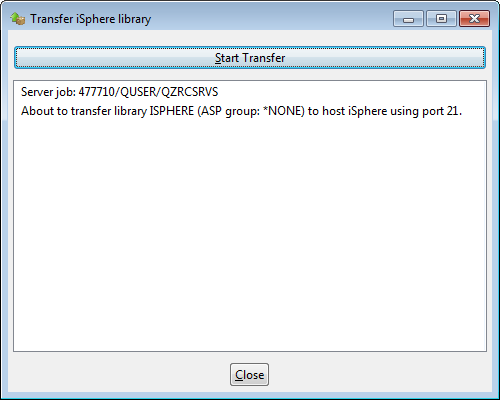 Transfer iSphere library
Start Transfer
Server job: 477710/QUSER/QZRCSRVS
About to transfer library ISPHERE (ASP group: *NONE) to host iSphere using port 21.
Close